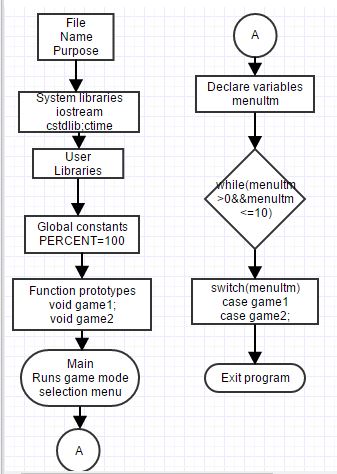 File
Name
Purpose
System libraries
iostream
cstdlib;ctime
User
Libraries
Global constants
PERCENT=100
Function prototypes
void game1;
void game2
Main
Runs game mode
selection menu
A
A
Declare variables
menuItm
while(menuItm
>0&&menuItm
<=10)
switch(menuItm)
case game1
case game2;
Exit program